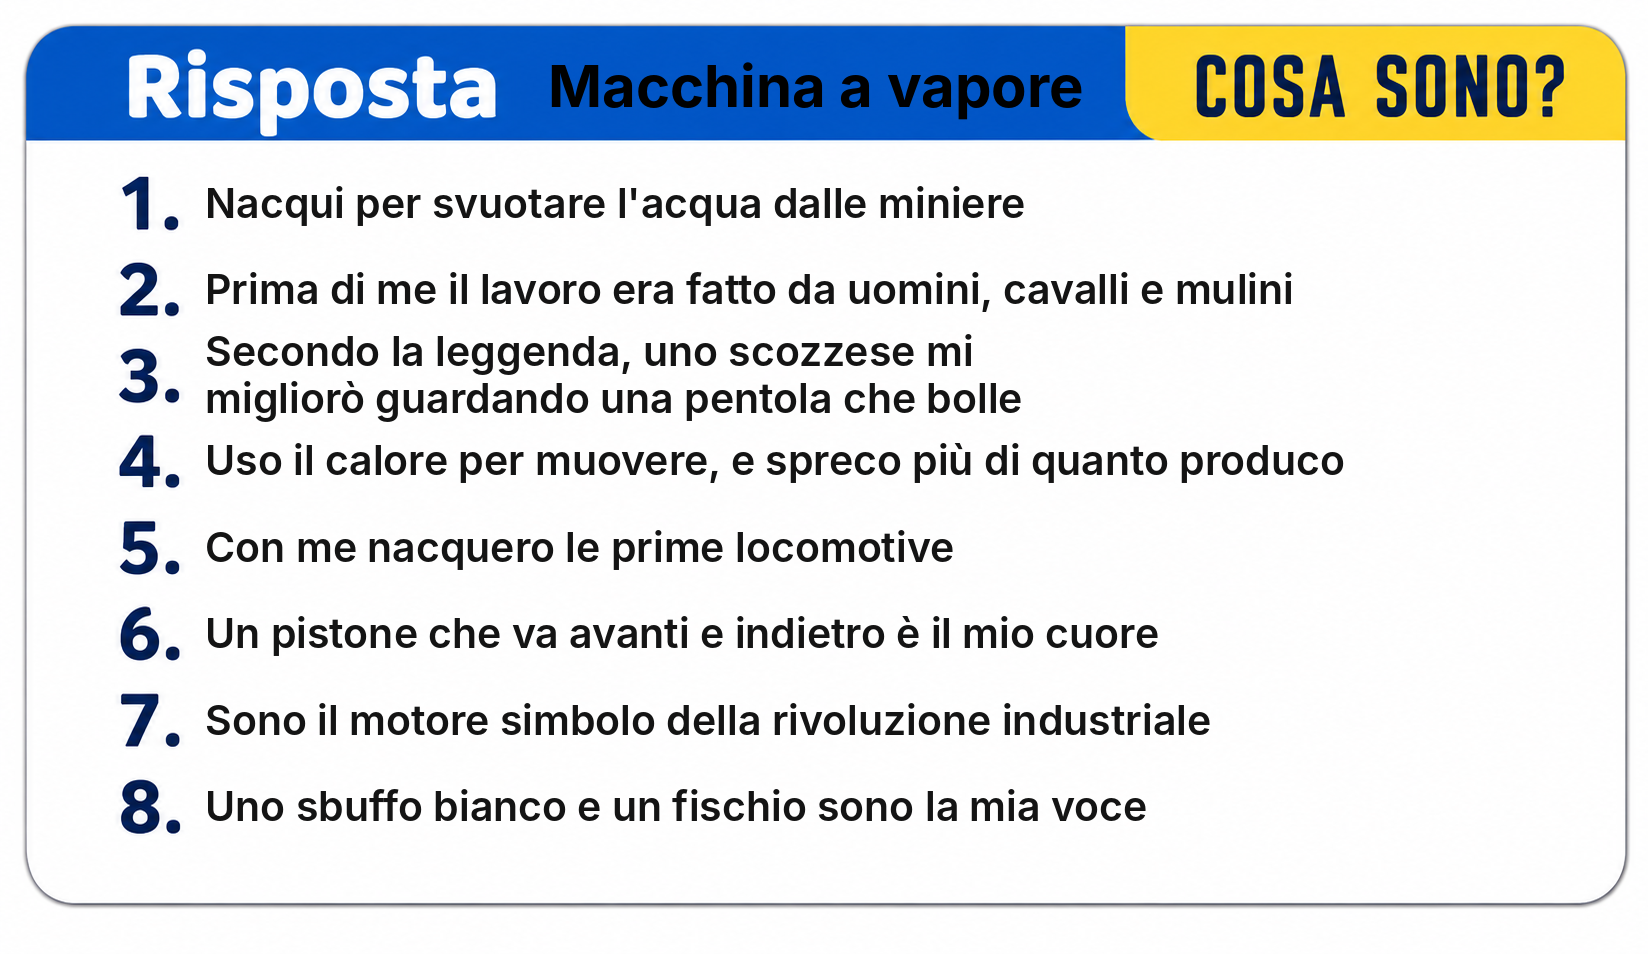 Risposta Macchina a vapore COSA SONO?
1. Nacqui per svuotare l'acqua dalle miniere
2. Prima di me il lavoro era fatto da uomini, cavalli e mulini
3. Secondo la leggenda, uno scozzese mi
migliorò guardando una pentola che bolle
4. Uso il calore per muovere, e spreco più di quanto produco
5. Con me nacquero le prime locomotive
6. Un pistone che va avanti e indietro è il mio cuore
7. Sono il motore simbolo della rivoluzione industriale
8. Uno sbuffo bianco e un fischio sono la mia voce